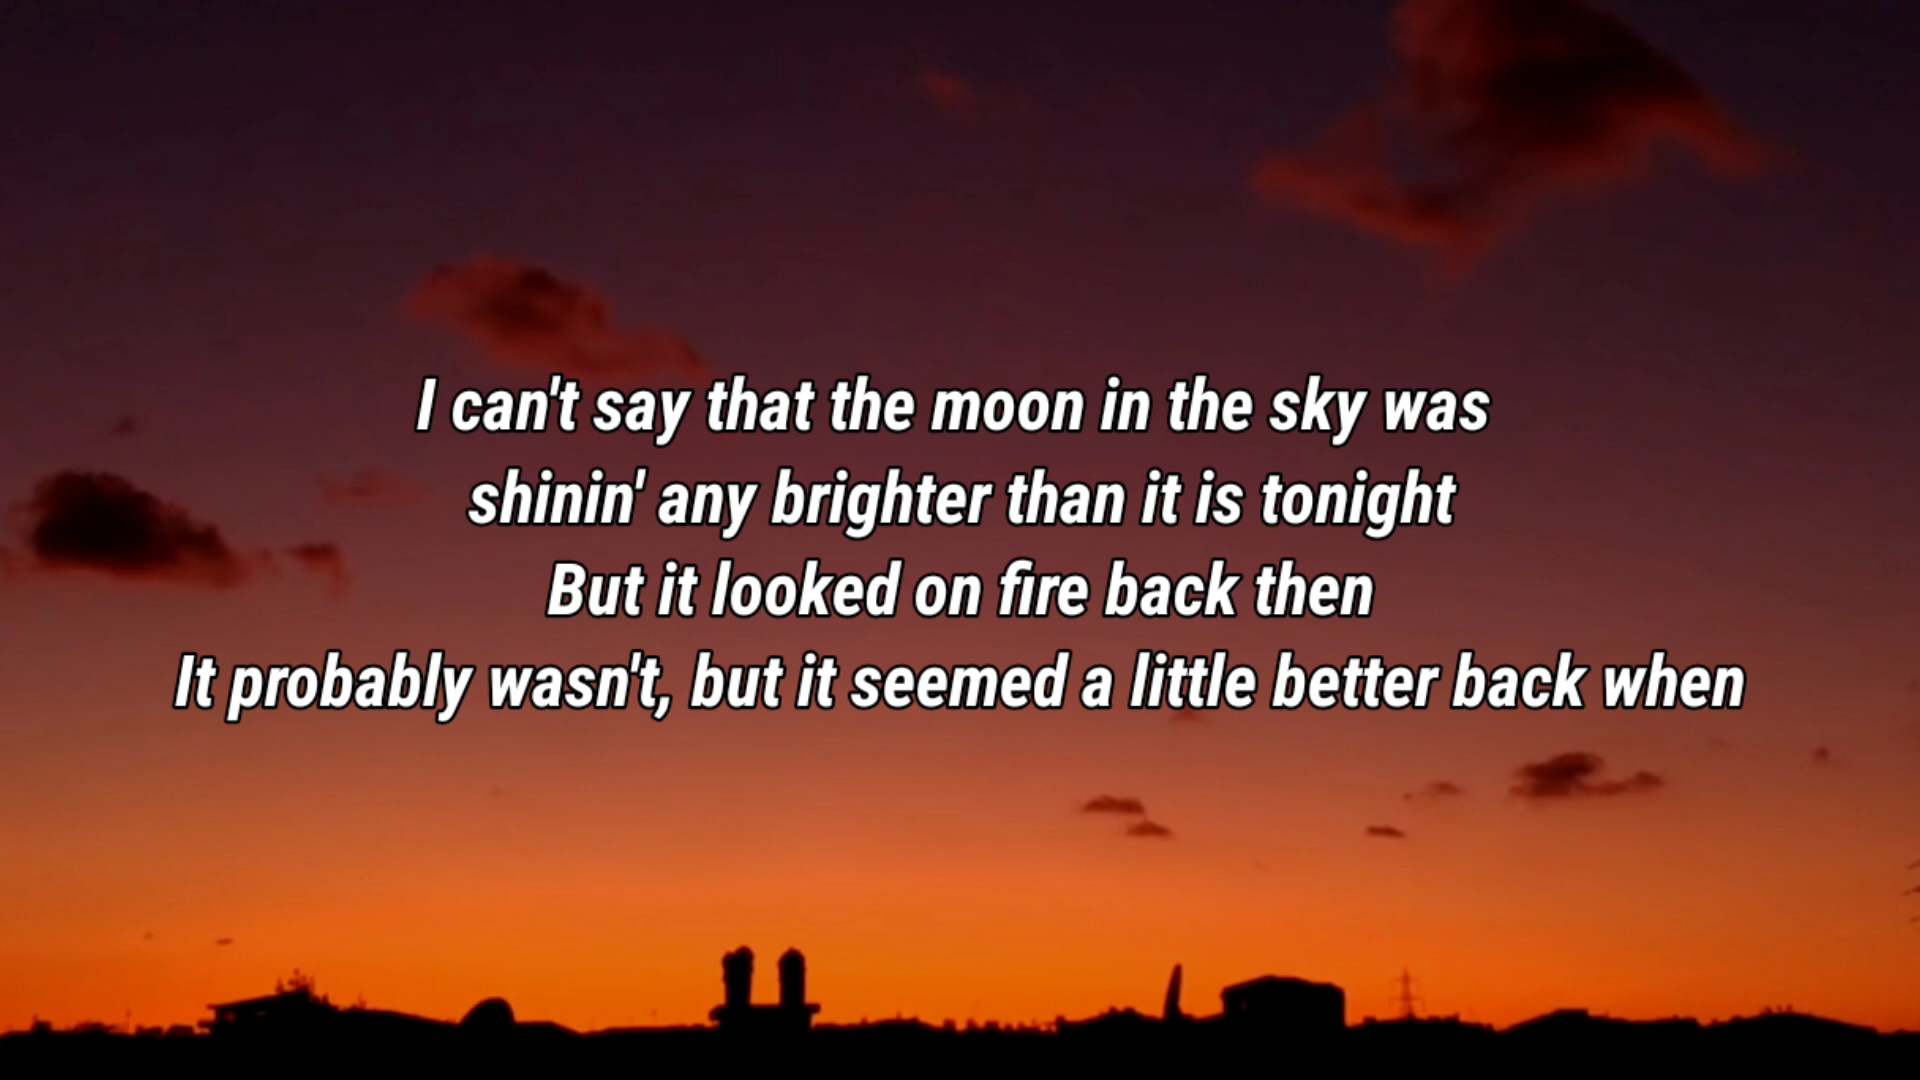 I can't say that the moon in the sky was
shinin' any brighter than it is tonight
But it looked on fire back then
It probably wasn't, but it seemed a little better back when